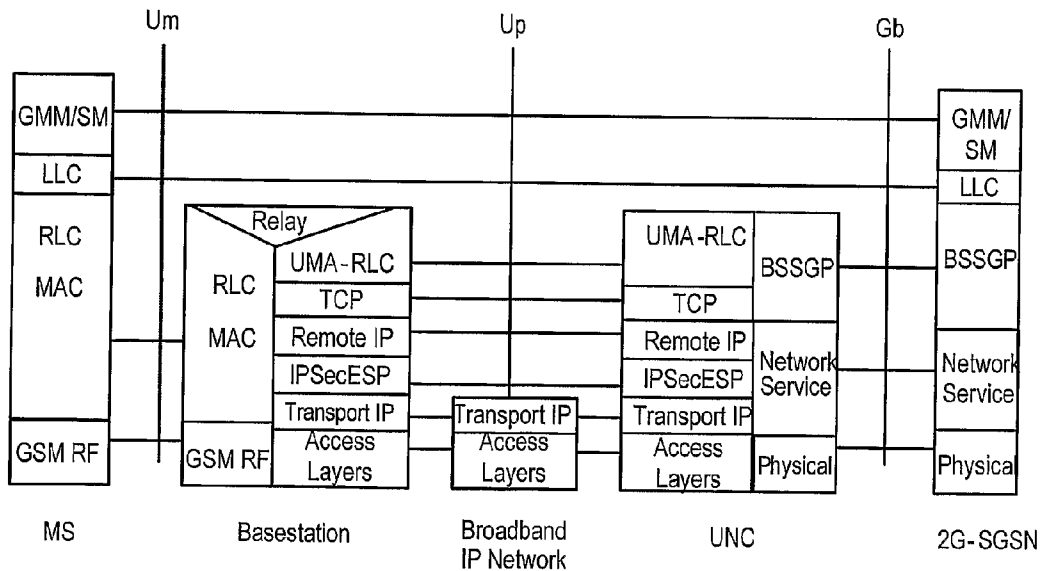 Um
Up
Gb
GMM/SM
LLC
RLC
MAC
GSM RF
MS
Relay
RLC
MAC
GSM RF
UMA-RLC
TCP
Remote IP
IPSecESP
Transport IP
Access
Layers
Basestation
Transport IP
Access
Layers
Broadband
IP Network
UMA-RLC
TCP
Remote IP
IPSecESP
Transport IP
Access
Layers
BSSGP
Network
Service
Physical
UNC
GMM/
SM
LLC
BSSGP
Network
Service
Physical
2G-SGSN